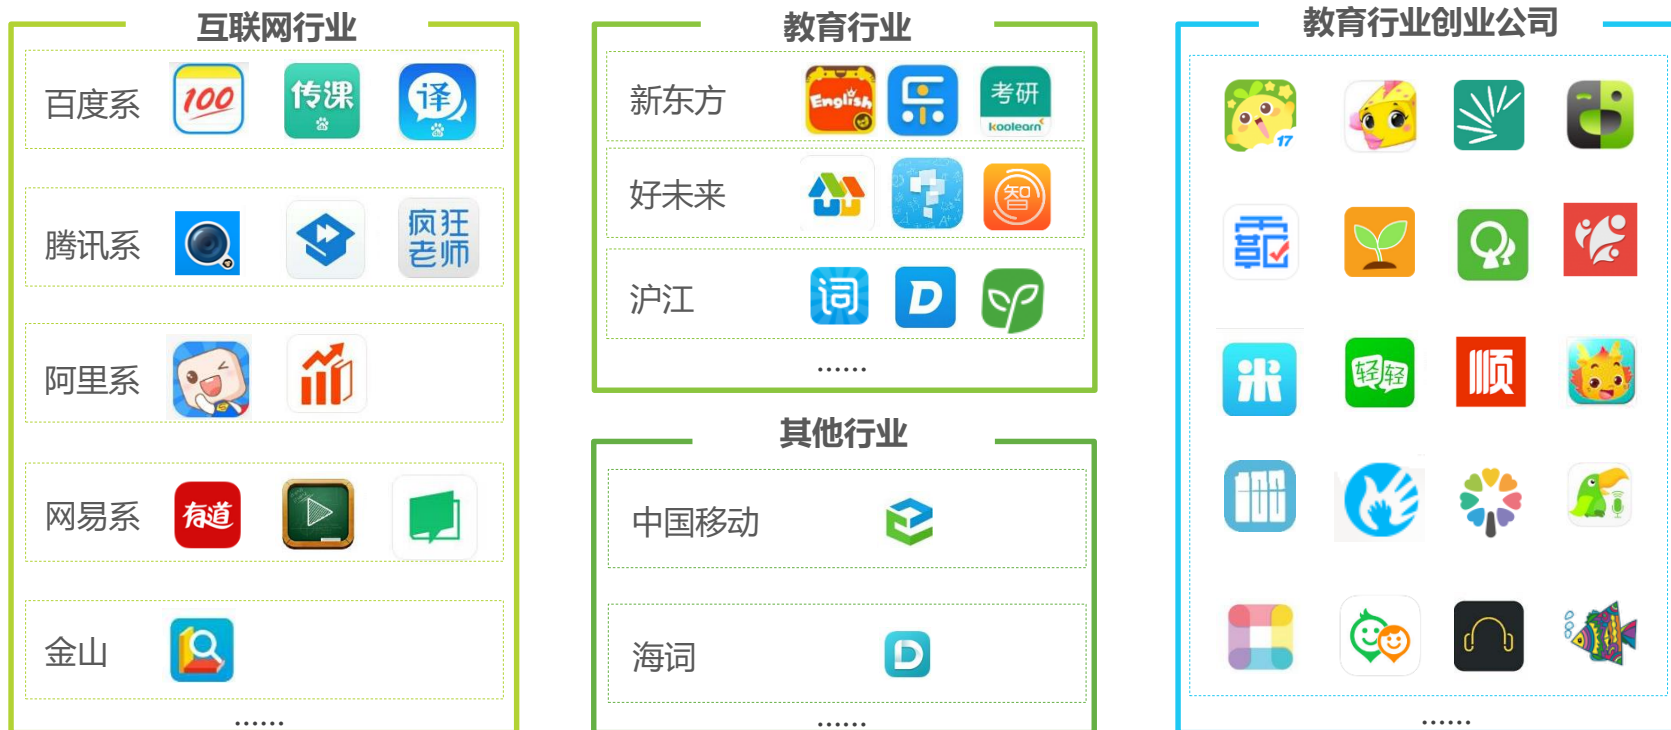 互联网行业
百度系
100
传课
译
腾讯系
疯狂
老师
阿里系
网易系
有道
金山
……
教育行业
新东方
English
乐
考研
koolearn
好未来
智
沪江
词
D
……
其他行业
中国移动
海词
D
……
教育行业创业公司
17
米
轻轻
顺
100
……